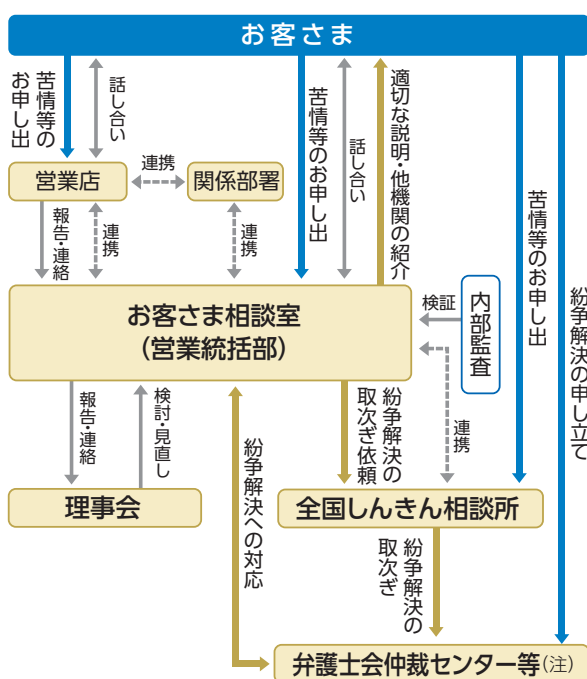 お客さま
苦情等の
お申し出
話し合い
苦情等のお申し出
話し合い
適切な説明・他機関の紹介
苦情等のお申し出
紛争解決の申し立て
営業店
連携
関係部署
報告・連絡
連携
連携
お客さま相談室
(営業統括部)
検証
内部監査
報告・連絡
検討・見直し
紛争解決への対応
紛争解決の
取次ぎ依頼
連携
理事会
全国しんきん相談所
紛争解決の
取次ぎ
弁護士会仲裁センター等(注)